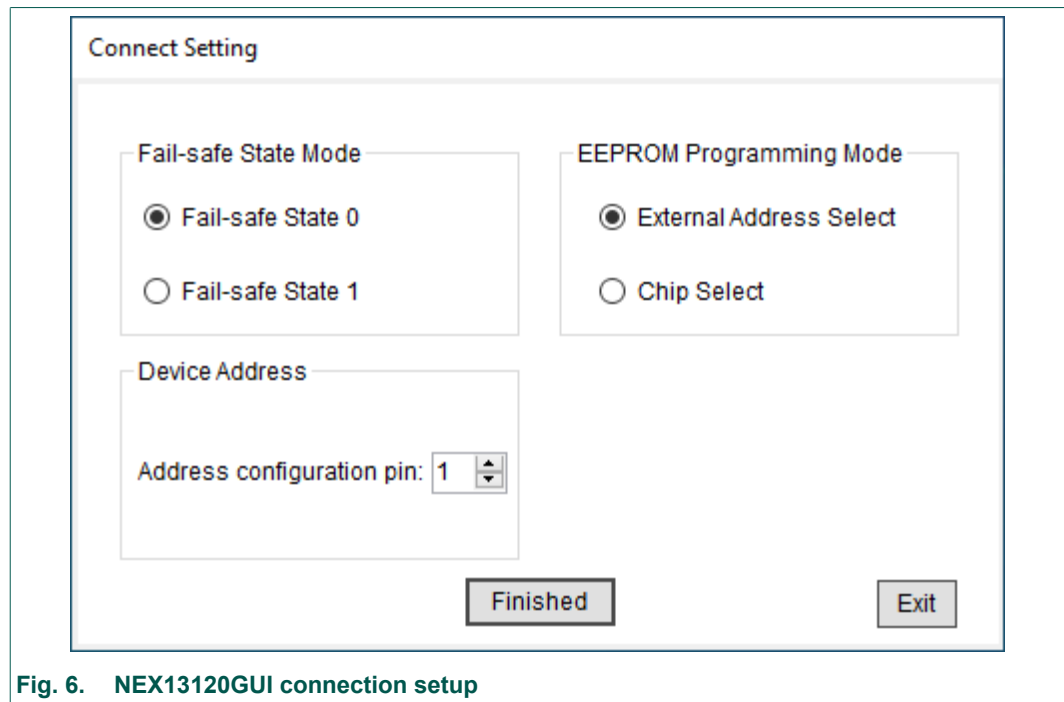 Connect Setting
Fail-safe State Mode
Fail-safe State 0
Fail-safe State 1
EEPROM Programming Mode
External Address Select
Chip Select
Device Address
Address configuration pin: 1
Finished
Exit
Fig. 6. NEX13120GUI connection setup